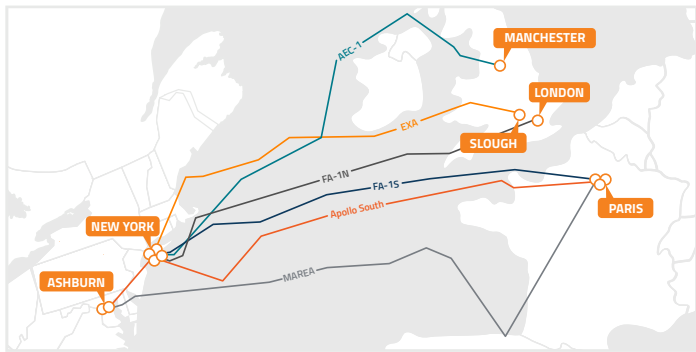 MANCHESTER
AEC-1
LONDON
EXA
SLOUGH
FA-1N
FA-1S
PARIS
Apollo South
NEW YORK
MAREA
ASHBURN